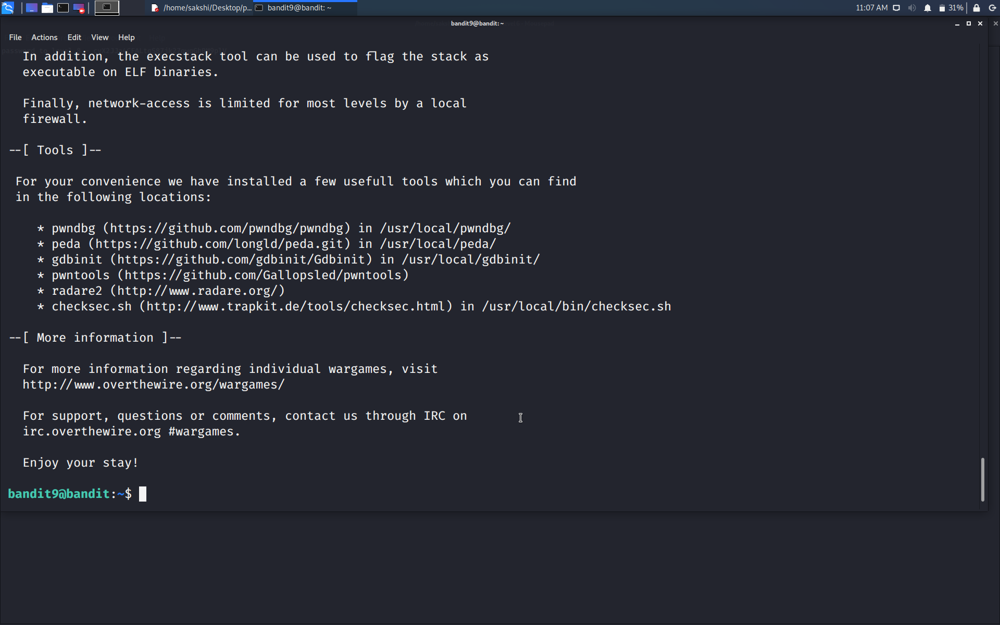 /home/sakshi/Desktop/p... bandit9@bandit: ~ 11:07 AM 31%
bandit9@bandit: ~
File Actions Edit View Help
In addition, the execstack tool can be used to flag the stack as
executable on ELF binaries.
Finally, network-access is limited for most levels by a local
firewall.
--[ Tools ]--
For your convenience we have installed a few usefull tools which you can find
in the following locations:
* pwndbg (https://github.com/pwndbg/pwndbg) in /usr/local/pwndbg/
* peda (https://github.com/longld/peda.git) in /usr/local/peda/
* gdbinit (https://github.com/gdbinit/Gdbinit) in /usr/local/gdbinit/
* pwntools (https://github.com/Gallopsled/pwntools)
* radare2 (http://www.radare.org/)
* checksec.sh (http://www.trapkit.de/tools/checksec.html) in /usr/local/bin/checksec.sh
--[ More information ]--
For more information regarding individual wargames, visit
http://www.overthewire.org/wargames/
For support, questions or comments, contact us through IRC on
irc.overthewire.org #wargames.
Enjoy your stay!
bandit9@bandit:~$